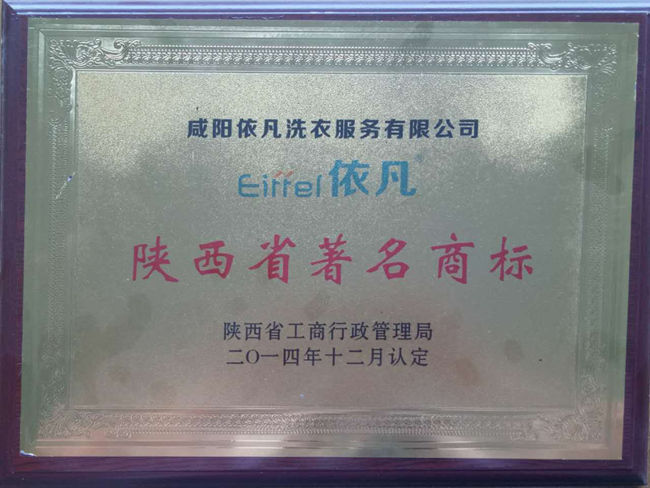 咸阳依凡洗衣服务有限公司
Eiffel依凡®
陕西省著名商标
陕西省工商行政管理局
二〇一四年十二月认定